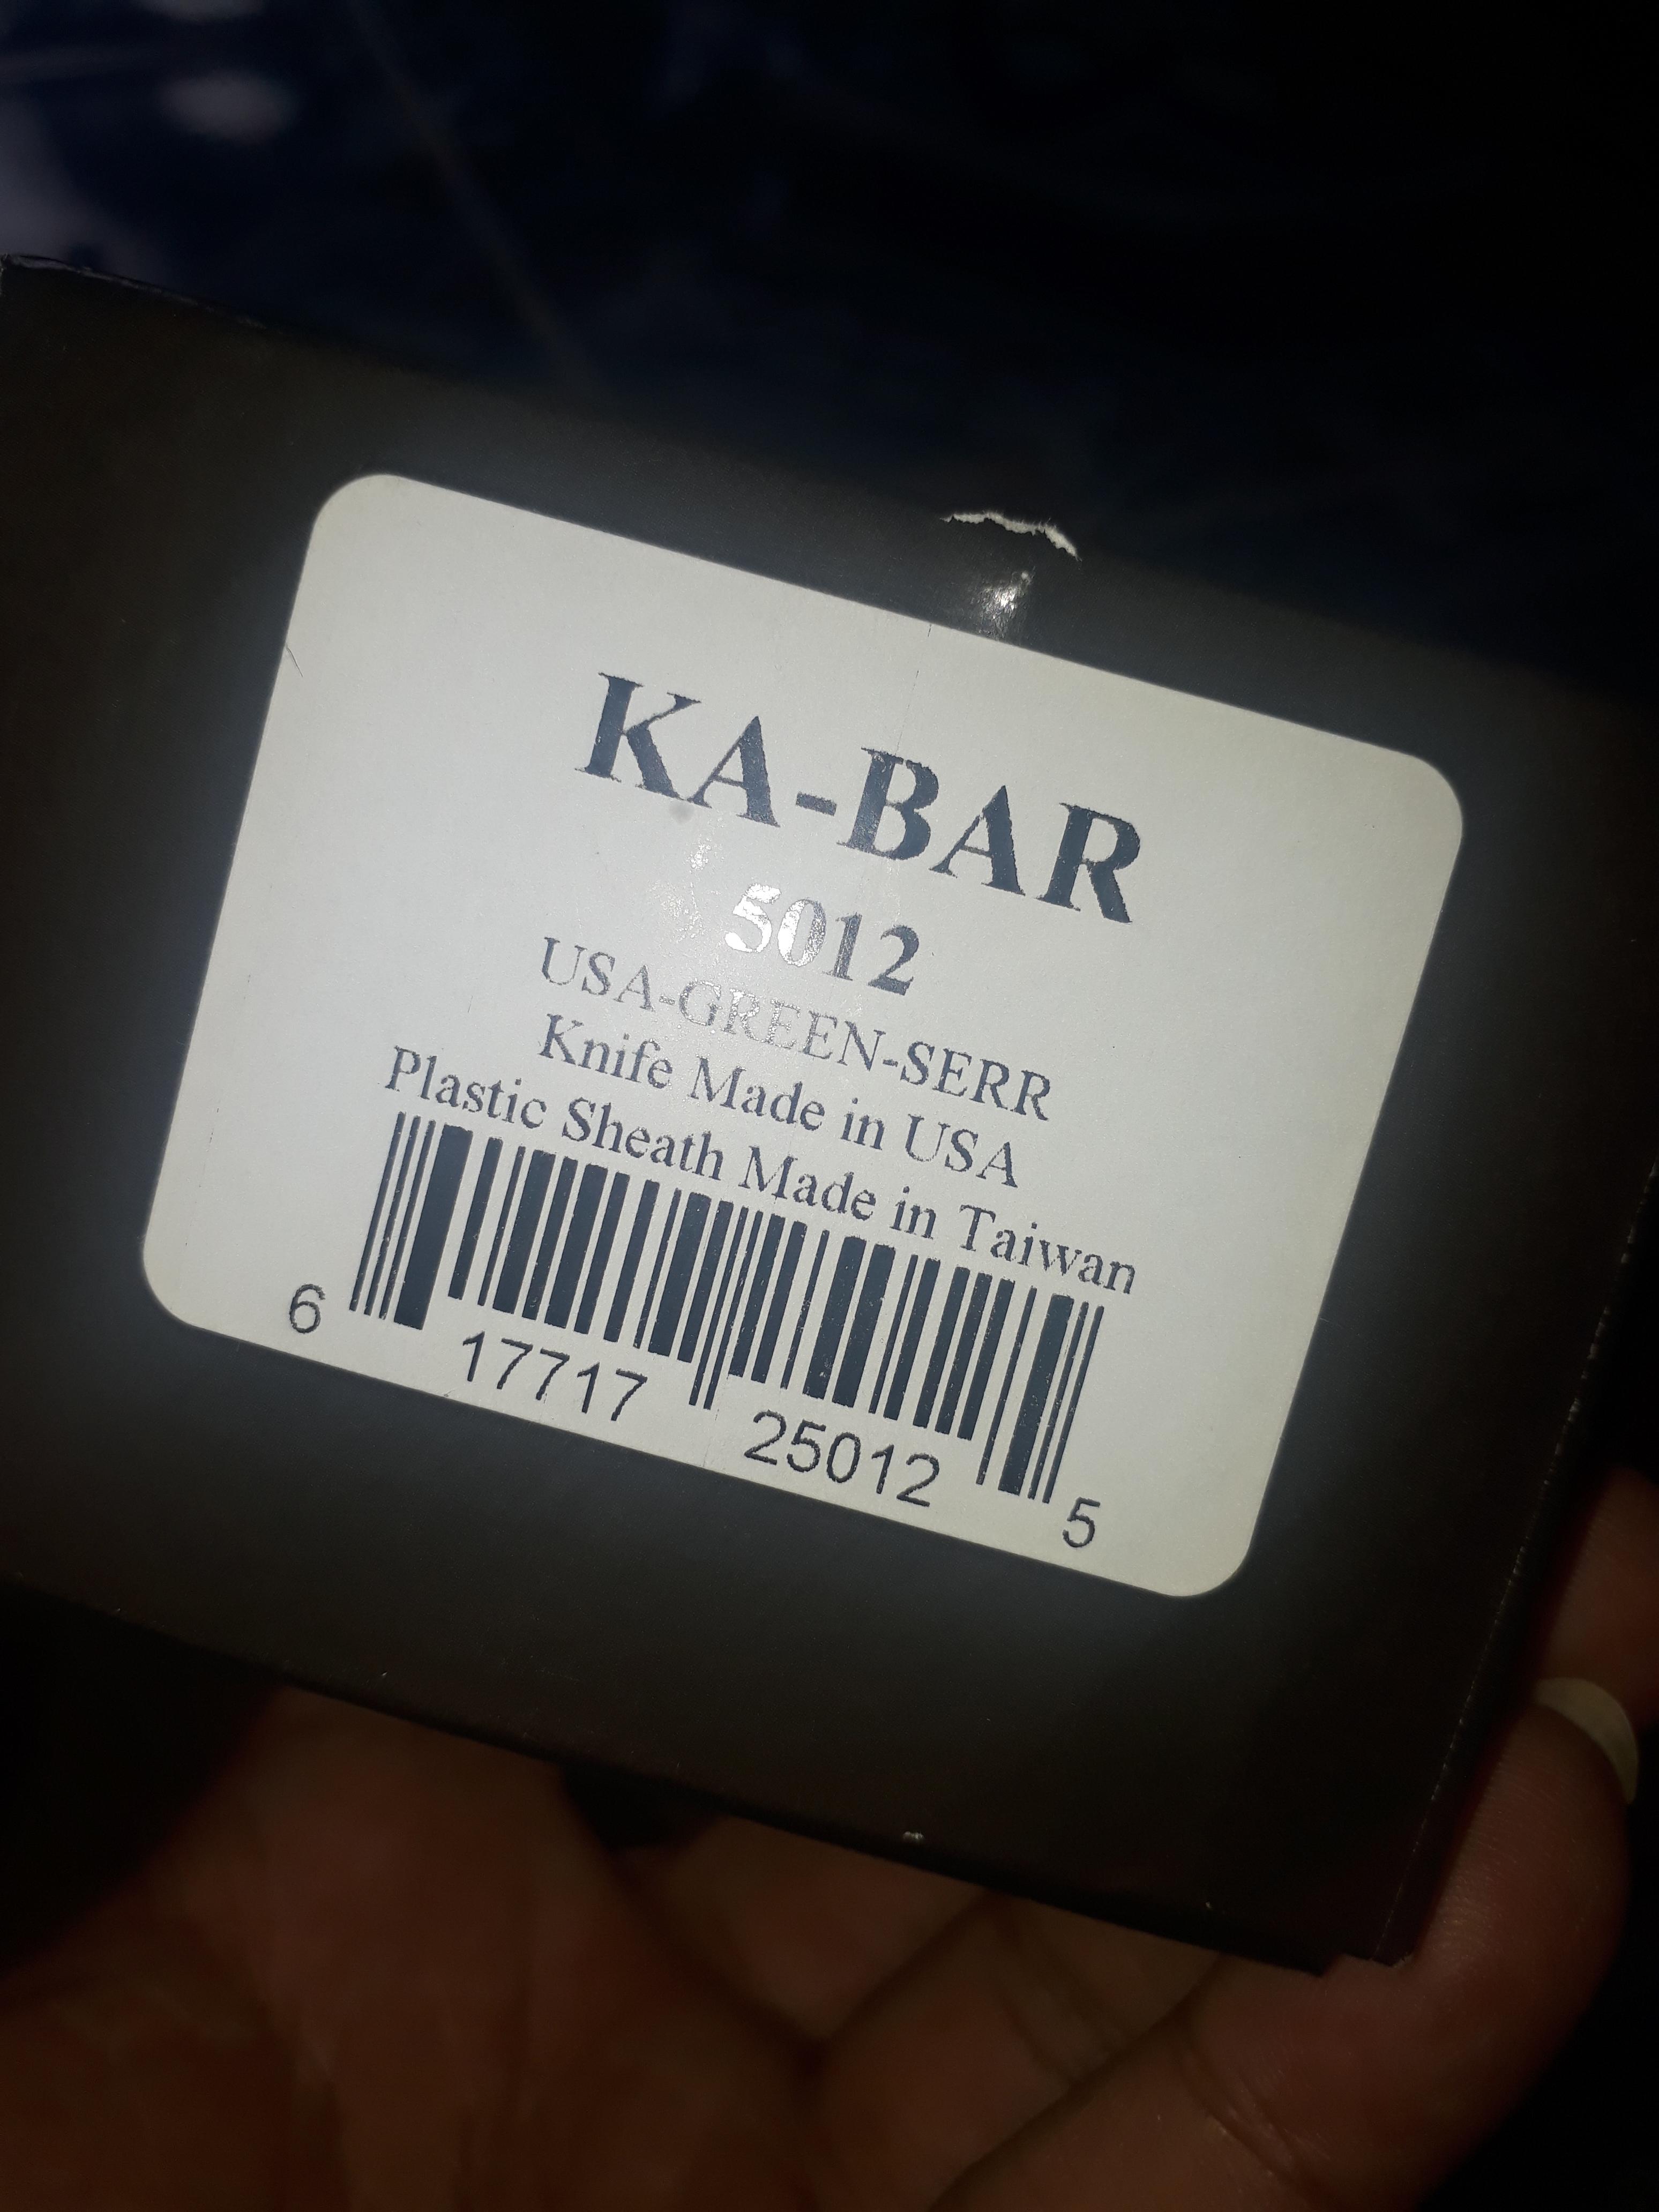 KA-BAR
5012
USA-GREEN-SERR
Knife Made in USA
Plastic Sheath Made in Taiwan
6 17717 25012 5